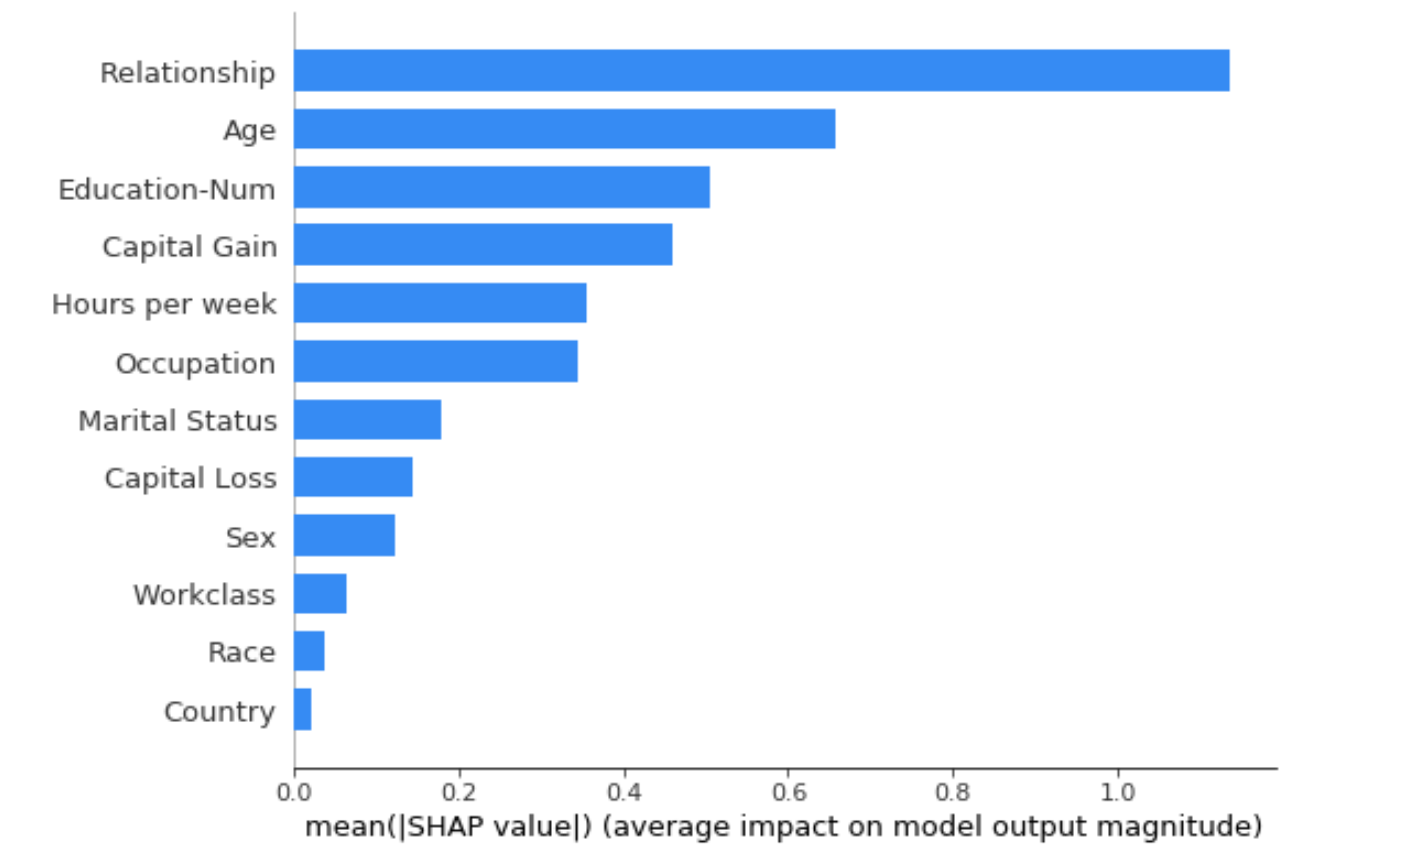 Relationship
Age
Education-Num
Capital Gain
Hours per week
Occupation
Marital Status
Capital Loss
Sex
Workclass
Race
Country
0.0 0.2 0.4 0.6 0.8 1.0
mean(|SHAP value|) (average impact on model output magnitude)